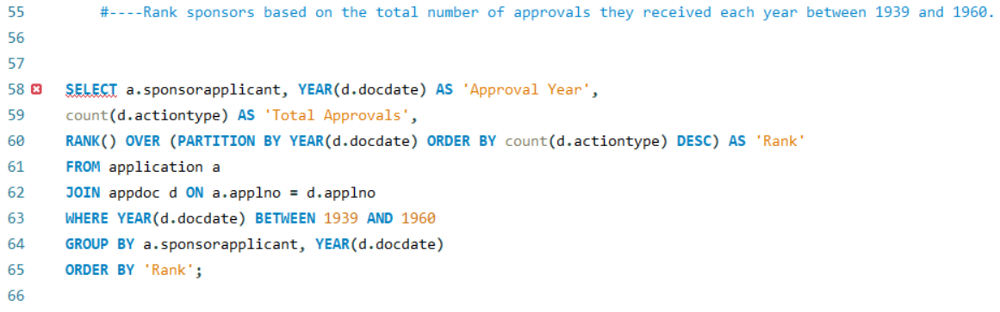 55 #----Rank sponsors based on the total number of approvals they received each year between 1939 and 1960.
56
57
58 SELECT a.sponsorapplicant, YEAR(d.docdate) AS 'Approval Year',
59 count(d.actiontype) AS 'Total Approvals',
60 RANK() OVER (PARTITION BY YEAR(d.docdate) ORDER BY count(d.actiontype) DESC) AS 'Rank'
61 FROM application a
62 JOIN appdoc d ON a.applno = d.applno
63 WHERE YEAR(d.docdate) BETWEEN 1939 AND 1960
64 GROUP BY a.sponsorapplicant, YEAR(d.docdate)
65 ORDER BY 'Rank';
66